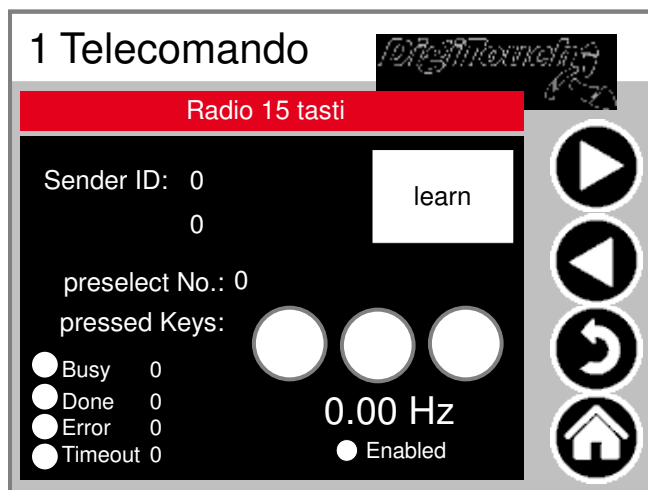 1 Telecomando
DigiTouchy
Radio 15 tasti
Sender ID: 0
learn
0
preselect No.: 0
pressed Keys:
Busy 0
Done 0
Error 0
Timeout 0
0.00 Hz
Enabled